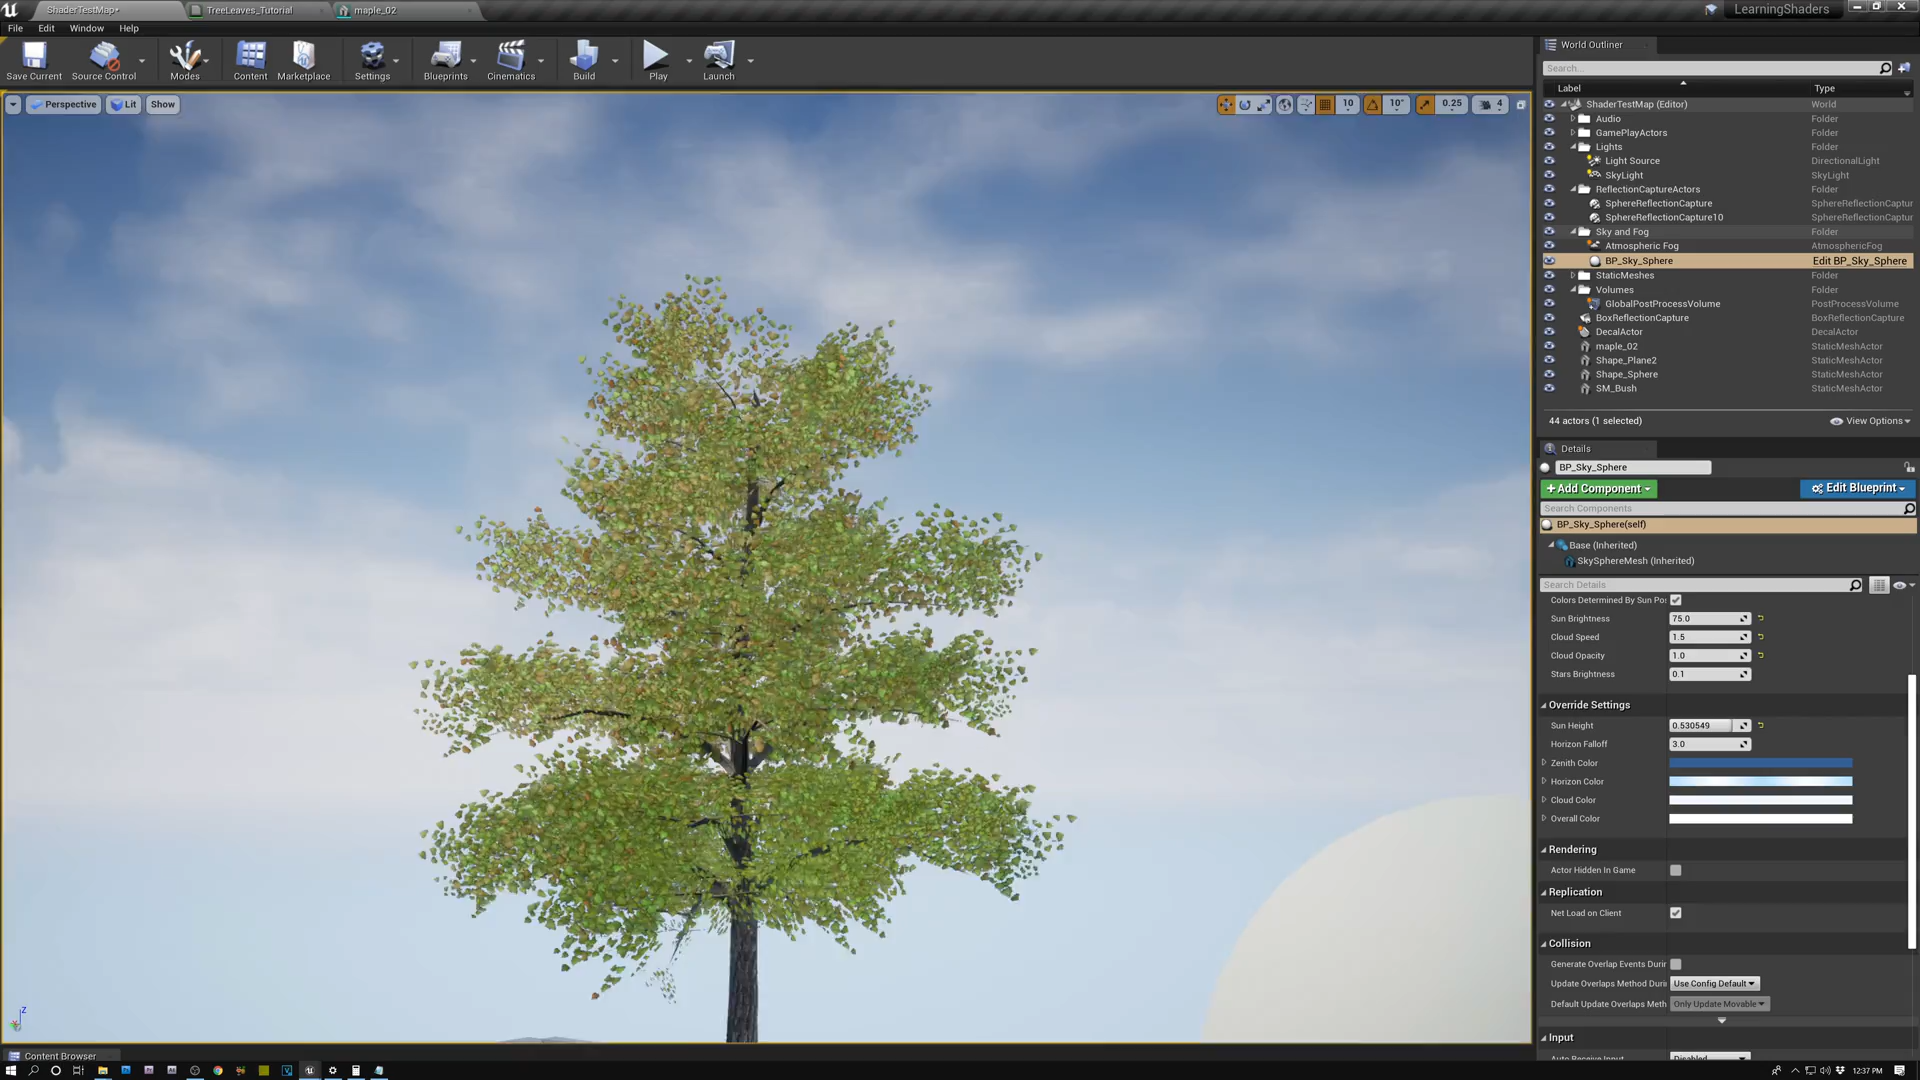 ShaderTestMap*
TreeLeaves_Tutorial
maple_02
LearningShaders
File Edit Window Help
Save Current
Source Control
Modes
Content
Marketplace
Settings
Blueprints
Cinematics
Build
Play
Launch
Perspective
Lit
Show
10
10°
0.25
4
World Outliner
Search...
Label Type
ShaderTestMap (Editor) World
Audio Folder
GamePlayActors Folder
Lights Folder
Light Source DirectionalLight
SkyLight SkyLight
ReflectionCaptureActors Folder
SphereReflectionCapture SphereReflectionCaptur
SphereReflectionCapture10 SphereReflectionCaptur
Sky and Fog Folder
Atmospheric Fog AtmosphericFog
BP_Sky_Sphere Edit BP_Sky_Sphere
StaticMeshes Folder
Volumes Folder
GlobalPostProcessVolume PostProcessVolume
BoxReflectionCapture BoxReflectionCapture
DecalActor DecalActor
maple_02 StaticMeshActor
Shape_Plane2 StaticMeshActor
Shape_Sphere StaticMeshActor
SM_Bush StaticMeshActor
44 actors (1 selected)
View Options
Details
BP_Sky_Sphere
+Add Component
Edit Blueprint
Search Components
BP_Sky_Sphere(self)
Base (Inherited)
SkySphereMesh (Inherited)
Search Details
Colors Determined By Sun Pos
Sun Brightness 75.0
Cloud Speed 1.5
Cloud Opacity 1.0
Stars Brightness 0.1
Override Settings
Sun Height 0.530549
Horizon Falloff 3.0
Zenith Color
Horizon Color
Cloud Color
Overall Color
Rendering
Actor Hidden In Game
Replication
Net Load on Client
Collision
Generate Overlap Events Durin
Update Overlaps Method Duri Use Config Default
Default Update Overlaps Meth Only Update Movable
Input
Auto Receive Input Disabled
Z
Content Browser
12:37 PM